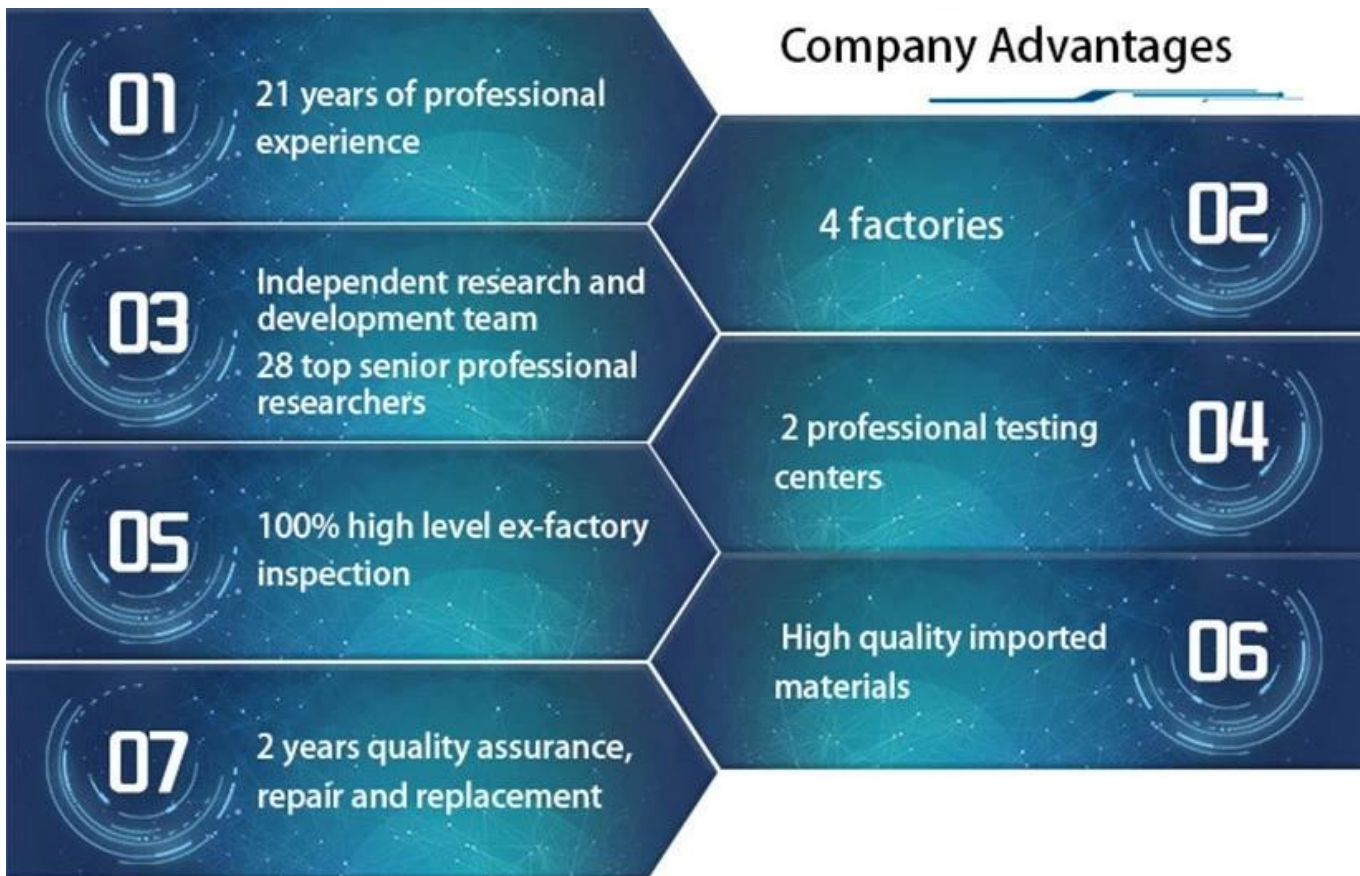 Company Advantages
01
21 years of professional
experience
02
4 factories
03
Independent research and
development team
28 top senior professional
researchers
04
2 professional testing
centers
05
100% high level ex-factory
inspection
06
High quality imported
materials
07
2 years quality assurance,
repair and replacement